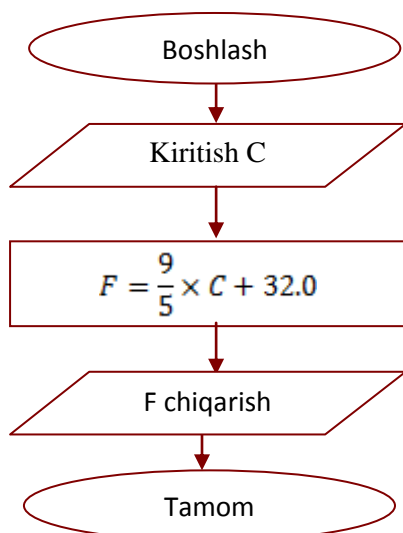 Boshlash
Kiritish C
F = 9/5 × C + 32.0
F chiqarish
Tamom